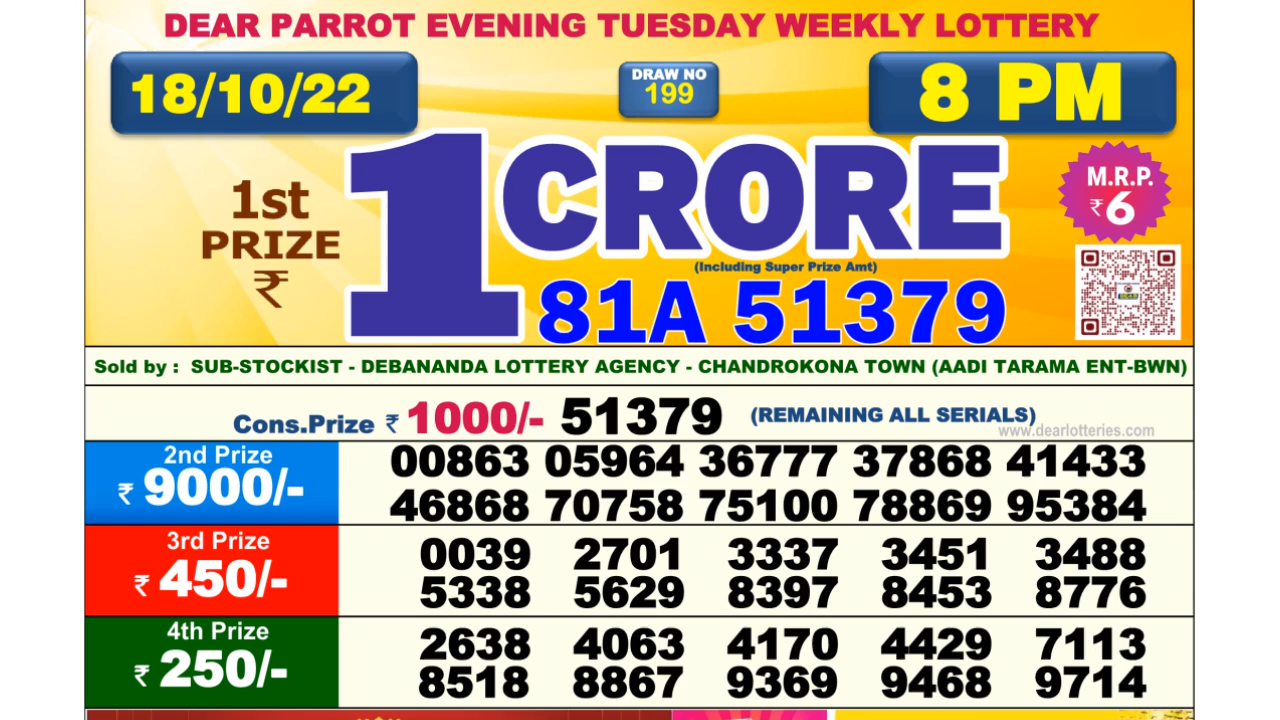 DEAR PARROT EVENING TUESDAY WEEKLY LOTTERY
18/10/22
DRAW NO
199
8 PM
1st
PRIZE
₹
1 CRORE
(Including Super Prize Amt)
81A 51379
M.R.P.
₹6
Sold by : SUB-STOCKIST - DEBANANDA LOTTERY AGENCY - CHANDROKONA TOWN (AADI TARAMA ENT-BWN)
Cons.Prize ₹ 1000/- 51379 (REMAINING ALL SERIALS)
www.dearlotteries.com
2nd Prize
₹ 9000/-
00863 05964 36777 37868 41433
46868 70758 75100 78869 95384
3rd Prize
₹ 450/-
0039 2701 3337 3451 3488
5338 5629 8397 8453 8776
4th Prize
₹ 250/-
2638 4063 4170 4429 7113
8518 8867 9369 9468 9714